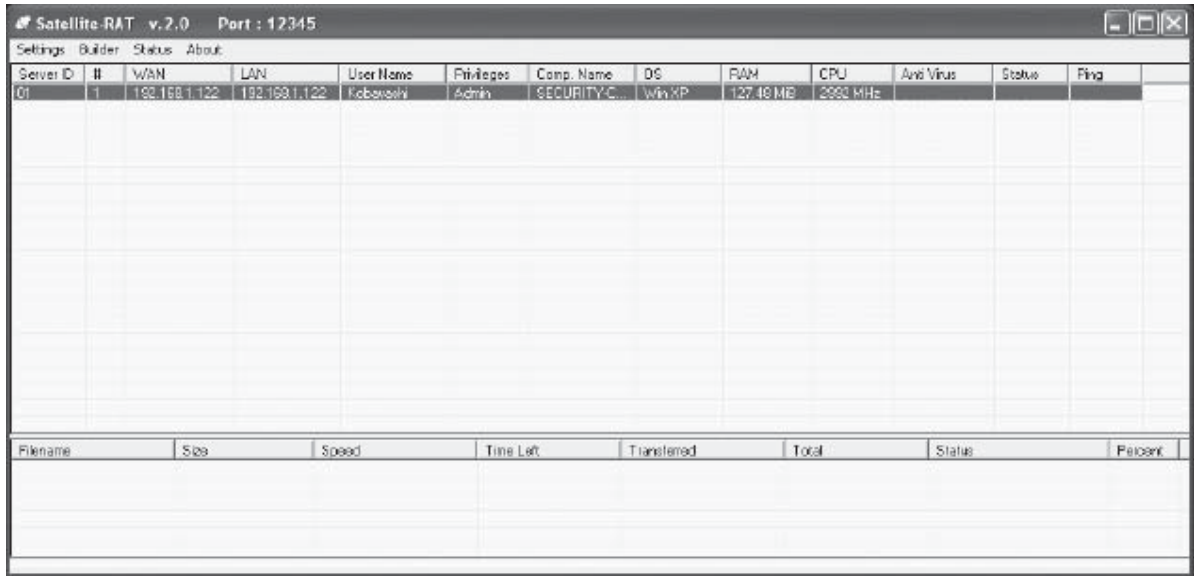 Satellite-RAT v.2.0 Port : 12345
Settings Builder Status About
Server ID # WAN LAN User Name Privileges Comp. Name OS RAM CPU Anti Virus Status Ping
01 1 192.168.1.122 192.168.1.122 Kobayashi Admin SECURITY-C... Win XP 127.48 MiB 2992 MHz
Filename Size Speed Time Left Transferred Total Status Percent